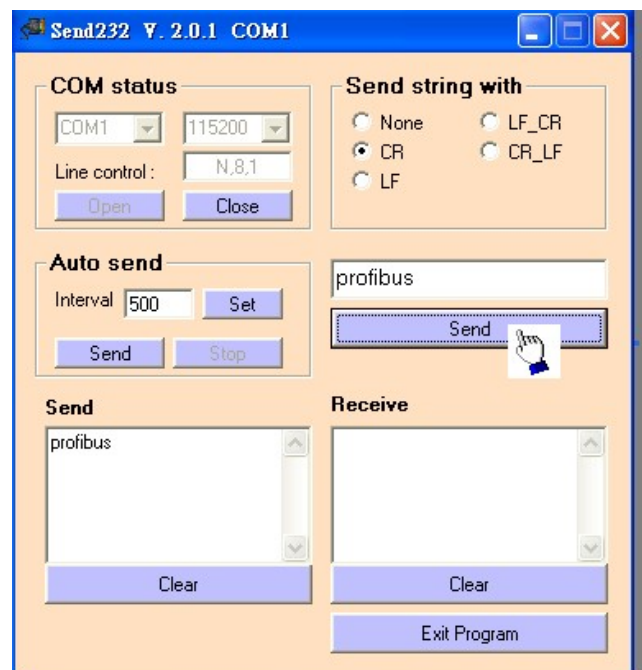 Send232 V. 2.0.1 COM1
COM status
COM1 115200
Line control : N,8,1
Open Close
Send string with
None LF_CR
CR CR_LF
LF
Auto send
Interval 500 Set
Send Stop
profibus
Send
Send
profibus
Clear
Receive
Clear
Exit Program